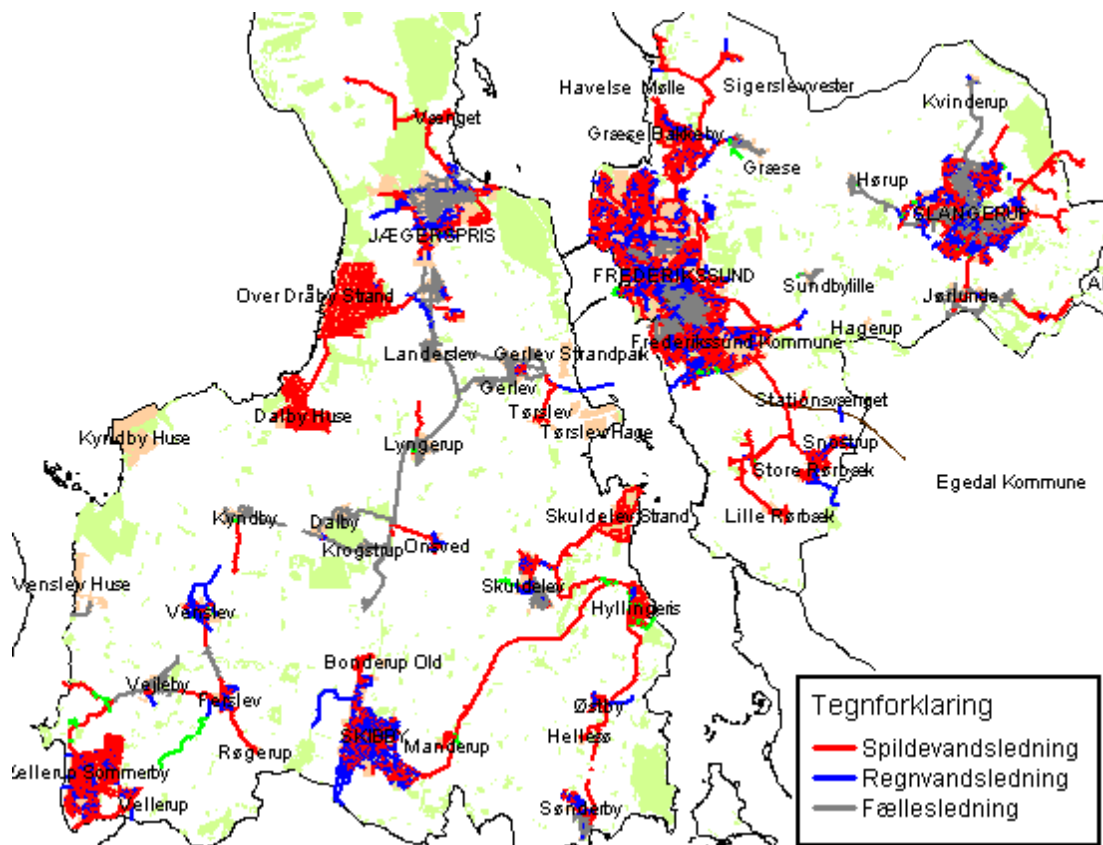 Havelse Mølle
Sigerslevvester
Kvinderup
Vænget
Græse Bakkeby
Græse
Hørup
SLANGERUP
JÆGERSPRIS
FREDERIKSSUND
Sundbylille
Jørlunde
Over Dråby Strand
Hagerup
Landerslev
Gerlev Strandpark
Frederikssund Kommune
Gerlev
Stationsvænget
Dalby Huse
Tørslev
Tørslev Hage
Kyndby Huse
Lyngerup
Snostrup
Store Rørbæk
Egedal Kommune
Kyndby
Dalby
Skuldelev Strand
Lille Rørbæk
Krogstrup
Onsved
Venslev Huse
Skuldelev
Venslev
Hyllingeris
Bonderup Old
Vejleby
Østby
Røgerup
SKIBBY
Manderup
Vellerup Sommerby
Vellerup
Sønderby
Tegnforklaring
Spildevandsledning
Regnvandsledning
Fællesledning